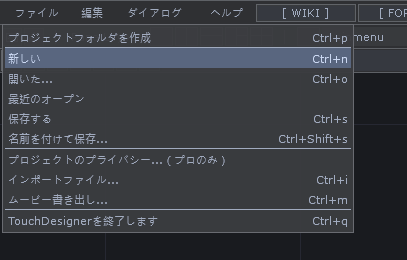 ファイル 編集 ダイアログ ヘルプ [ WIKI ] [ FOR
menu
プロジェクトフォルダを作成 Ctrl+p
新しい Ctrl+n
開いた... Ctrl+o
最近のオープン
保存する Ctrl+s
名前を付けて保存... Ctrl+Shift+s
プロジェクトのプライバシー... ( プロのみ )
インポートファイル... Ctrl+i
ムービー書き出し... Ctrl+m
TouchDesignerを終了します Ctrl+q